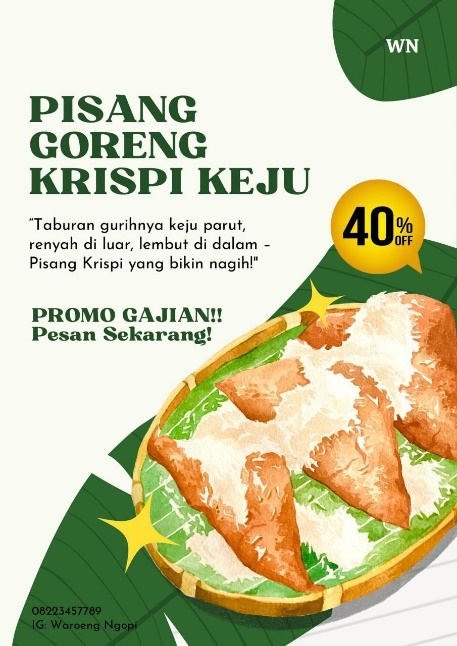 WN
PISANG
GORENG
KRISPI KEJU
"Taburan gurihnya keju parut,
renyah di luar, lembut di dalam –
Pisang Krispi yang bikin nagih!"
40%
OFF
PROMO GAJIAN!!
Pesan Sekarang!
08223457789
IG: Waroeng Ngopi